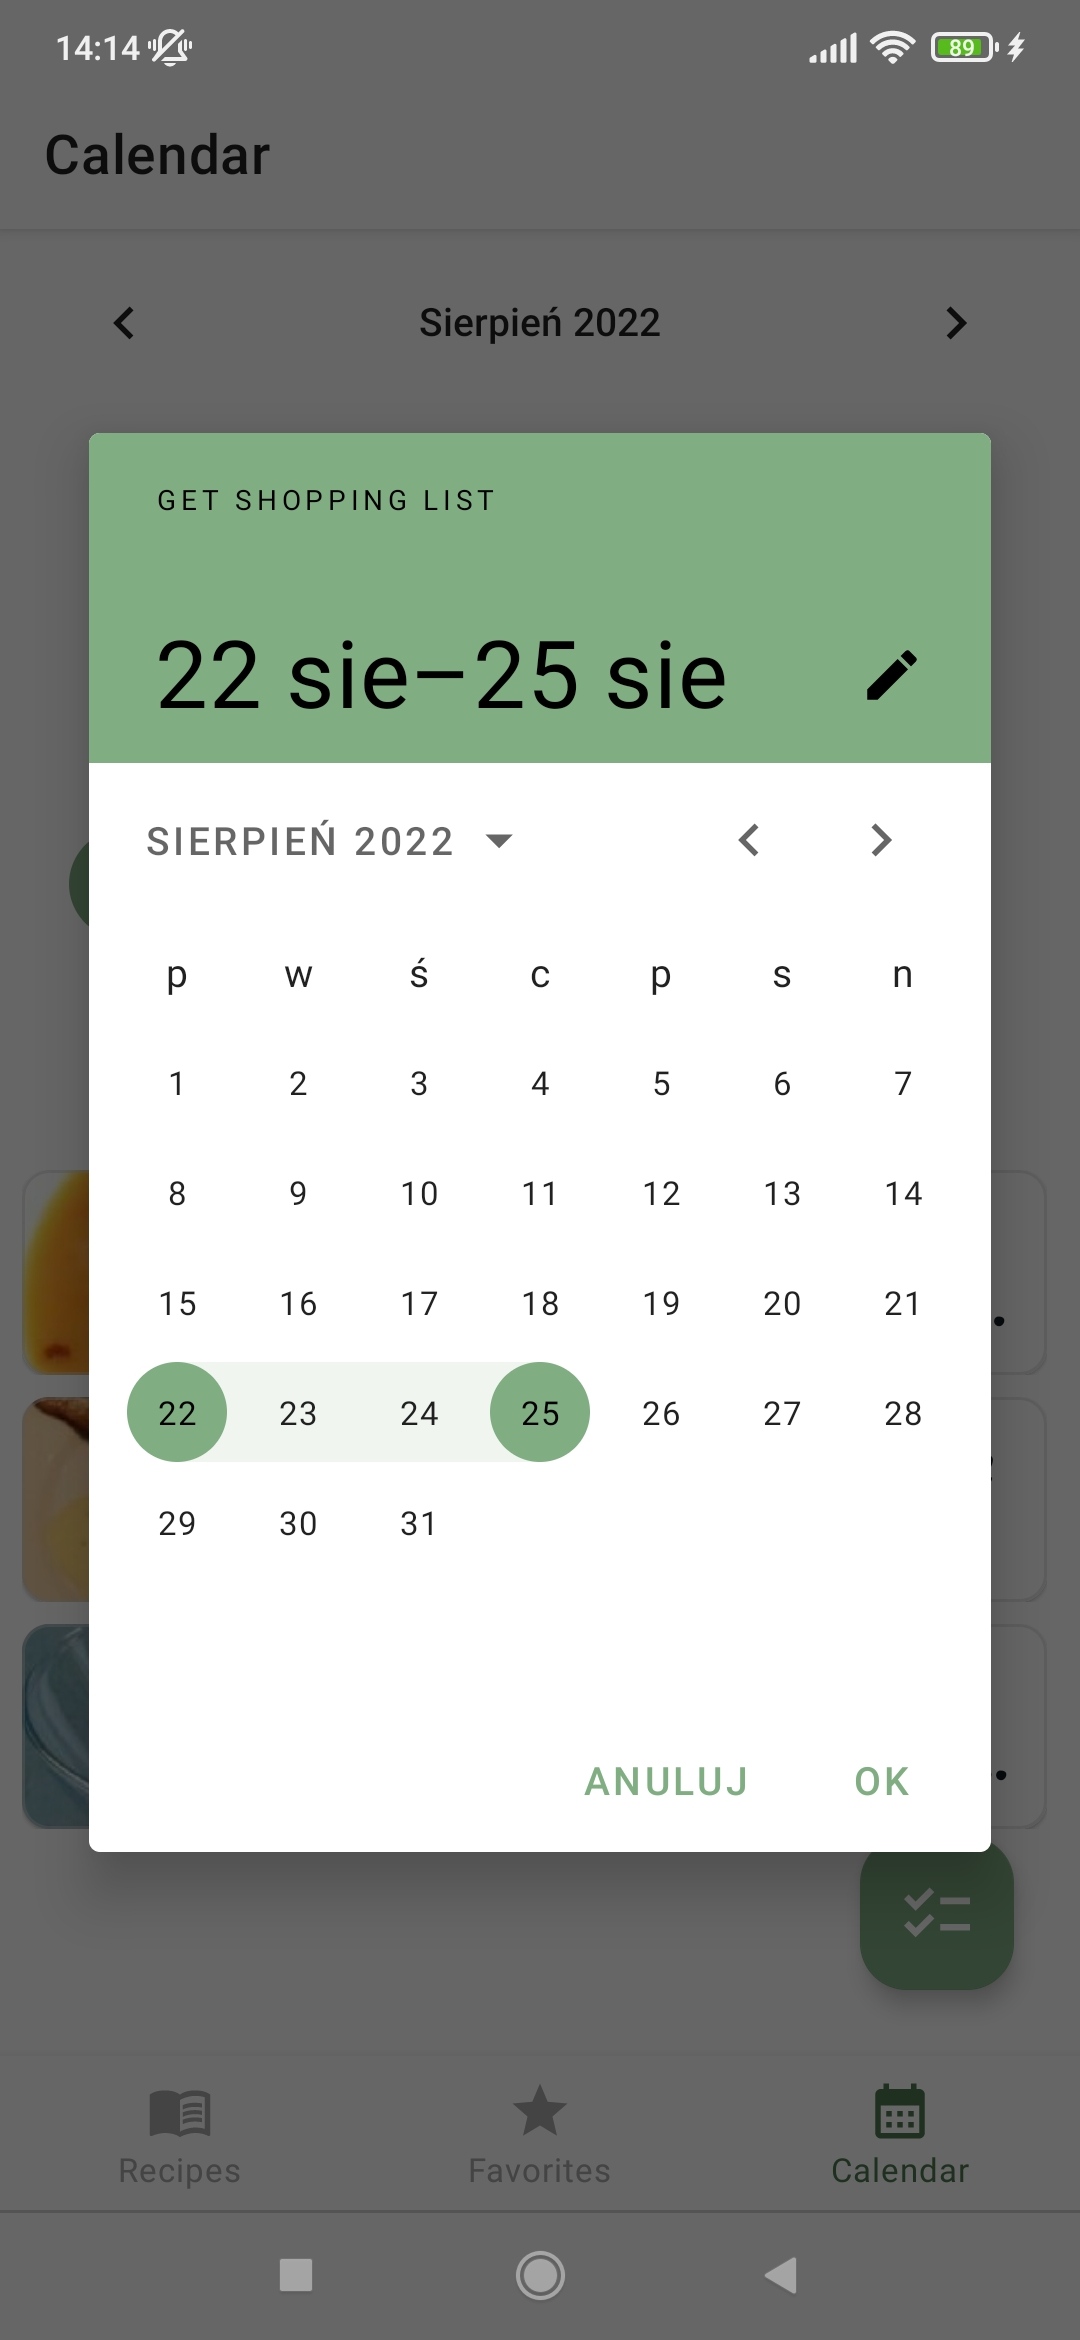 14:14
89
Calendar
Sierpień 2022
GET SHOPPING LIST
22 sie–25 sie
SIERPIEŃ 2022
p w ś c p s n
1 2 3 4 5 6 7
8 9 10 11 12 13 14
15 16 17 18 19 20 21
22 23 24 25 26 27 28
29 30 31
ANULUJ OK
Recipes Favorites Calendar